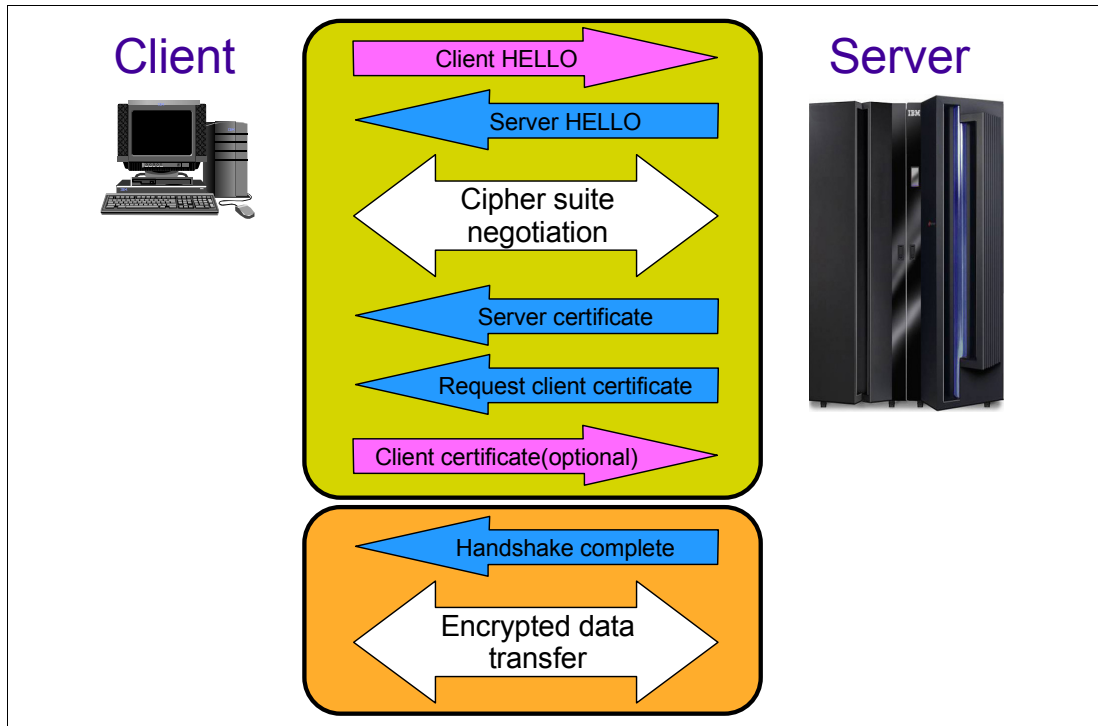 Client
Server
Client HELLO
Server HELLO
IBM
Cipher suite
negotiation
Server certificate
Request client certificate
Client certificate(optional)
Handshake complete
Encrypted data
transfer